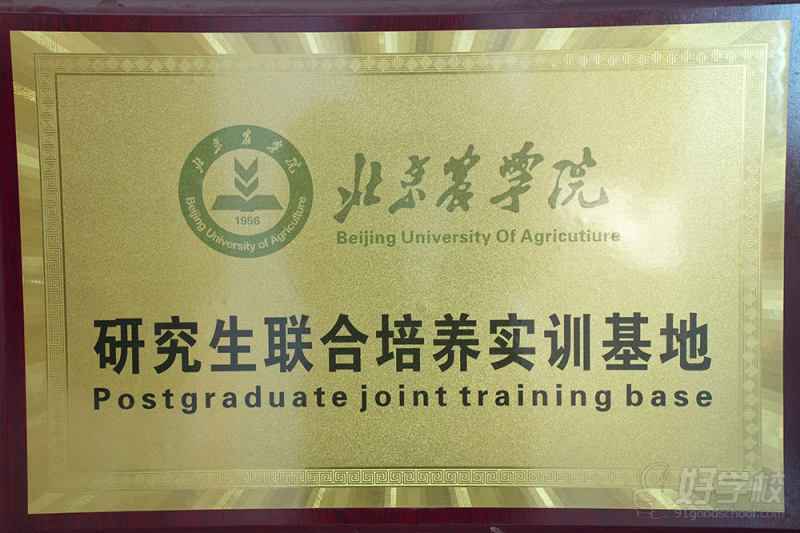 北京农学院
1956
Beijing University of Agriculture
北京农学院
Beijing University Of Agricutiure
研究生联合培养实训基地
Postgraduate joint training base
好学校
91goodschool.com